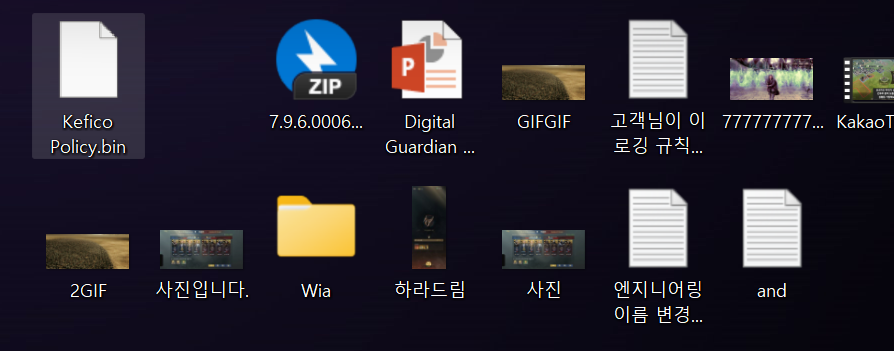 ZIP
P
Kefico
Policy.bin
7.9.6.0006...
Digital
Guardian ...
GIFGIF
고객님이 이
로깅 규칙...
777777777...
KakaoT
2GIF
사진입니다.
Wia
하라드림
사진
엔지니어링
이름 변경...
and